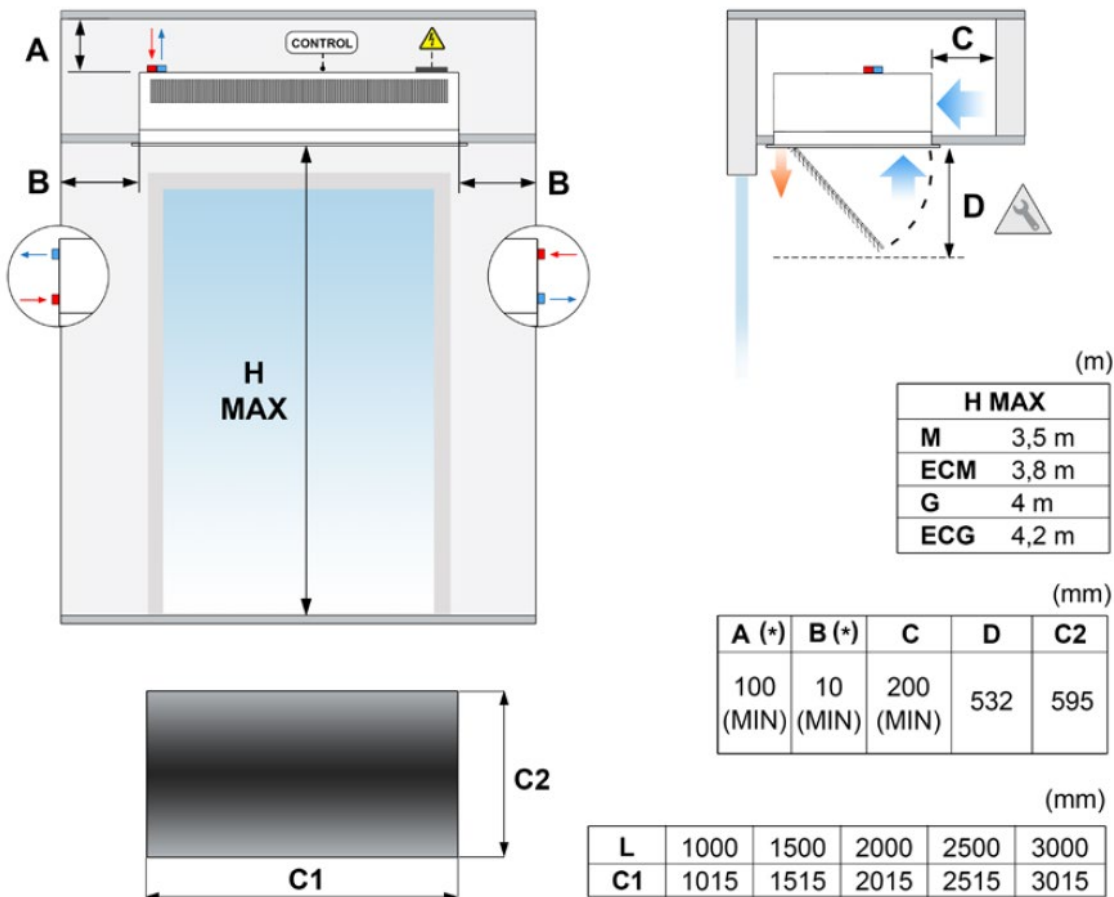 A
CONTROL
C
B
B
D
H
MAX
(m)
H MAX
M 3,5 m
ECM 3,8 m
G 4 m
ECG 4,2 m
(mm)
A (*) B (*) C D C2
100 10 200 532 595
(MIN) (MIN) (MIN)
C2
C1
(mm)
L 1000 1500 2000 2500 3000
C1 1015 1515 2015 2515 3015